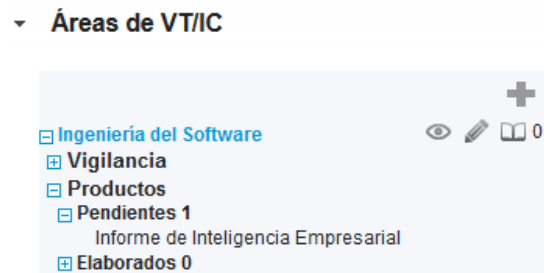 Áreas de VT/IC
Ingeniería del Software 0
Vigilancia
Productos
Pendientes 1
Informe de Inteligencia Empresarial
Elaborados 0